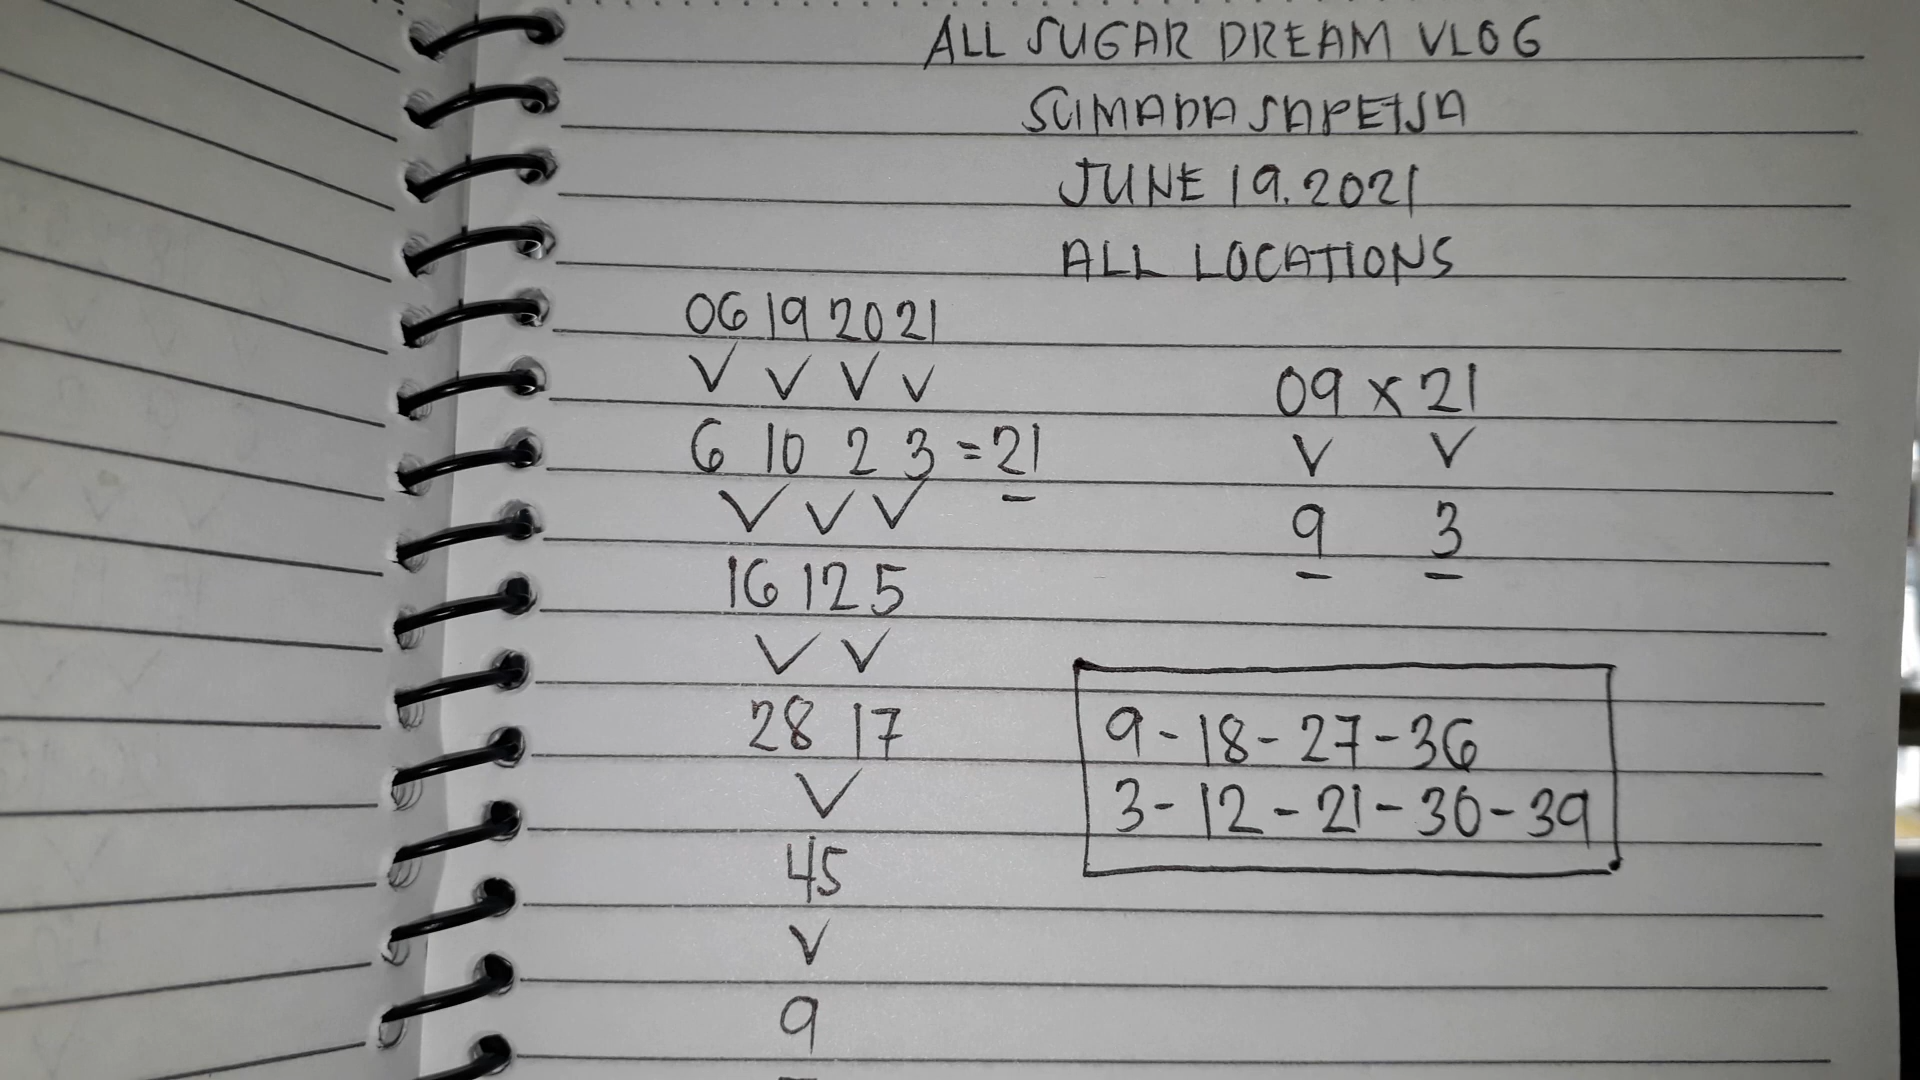 ALL SUGAR DREAM VLOG
SUMADA SAPETSA
JUNE 19.2021
ALL LOCATIONS
06 19 20 21
6 10 2 3 = 21
16 12 5
28 17
45
9
09 x 21
9 3
9-18-27-36
3-12-21-30-39